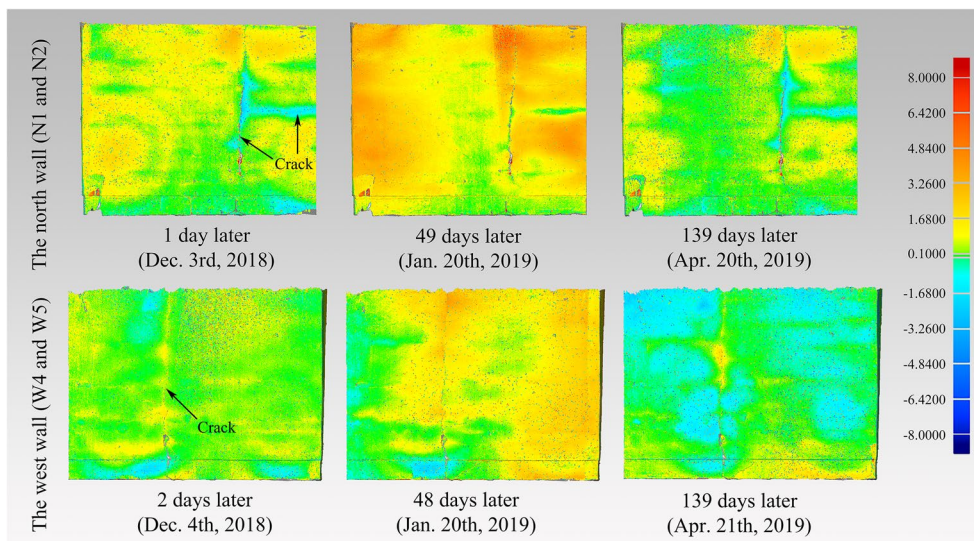 The north wall (N1 and N2)
Crack
1 day later
(Dec. 3rd, 2018)
49 days later
(Jan. 20th, 2019)
139 days later
(Apr. 20th, 2019)
The west wall (W4 and W5)
Crack
2 days later
(Dec. 4th, 2018)
48 days later
(Jan. 20th, 2019)
139 days later
(Apr. 21th, 2019)
8.0000
6.4200
4.8400
3.2600
1.6800
0.1000
-1.6800
-3.2600
-4.8400
-6.4200
-8.0000